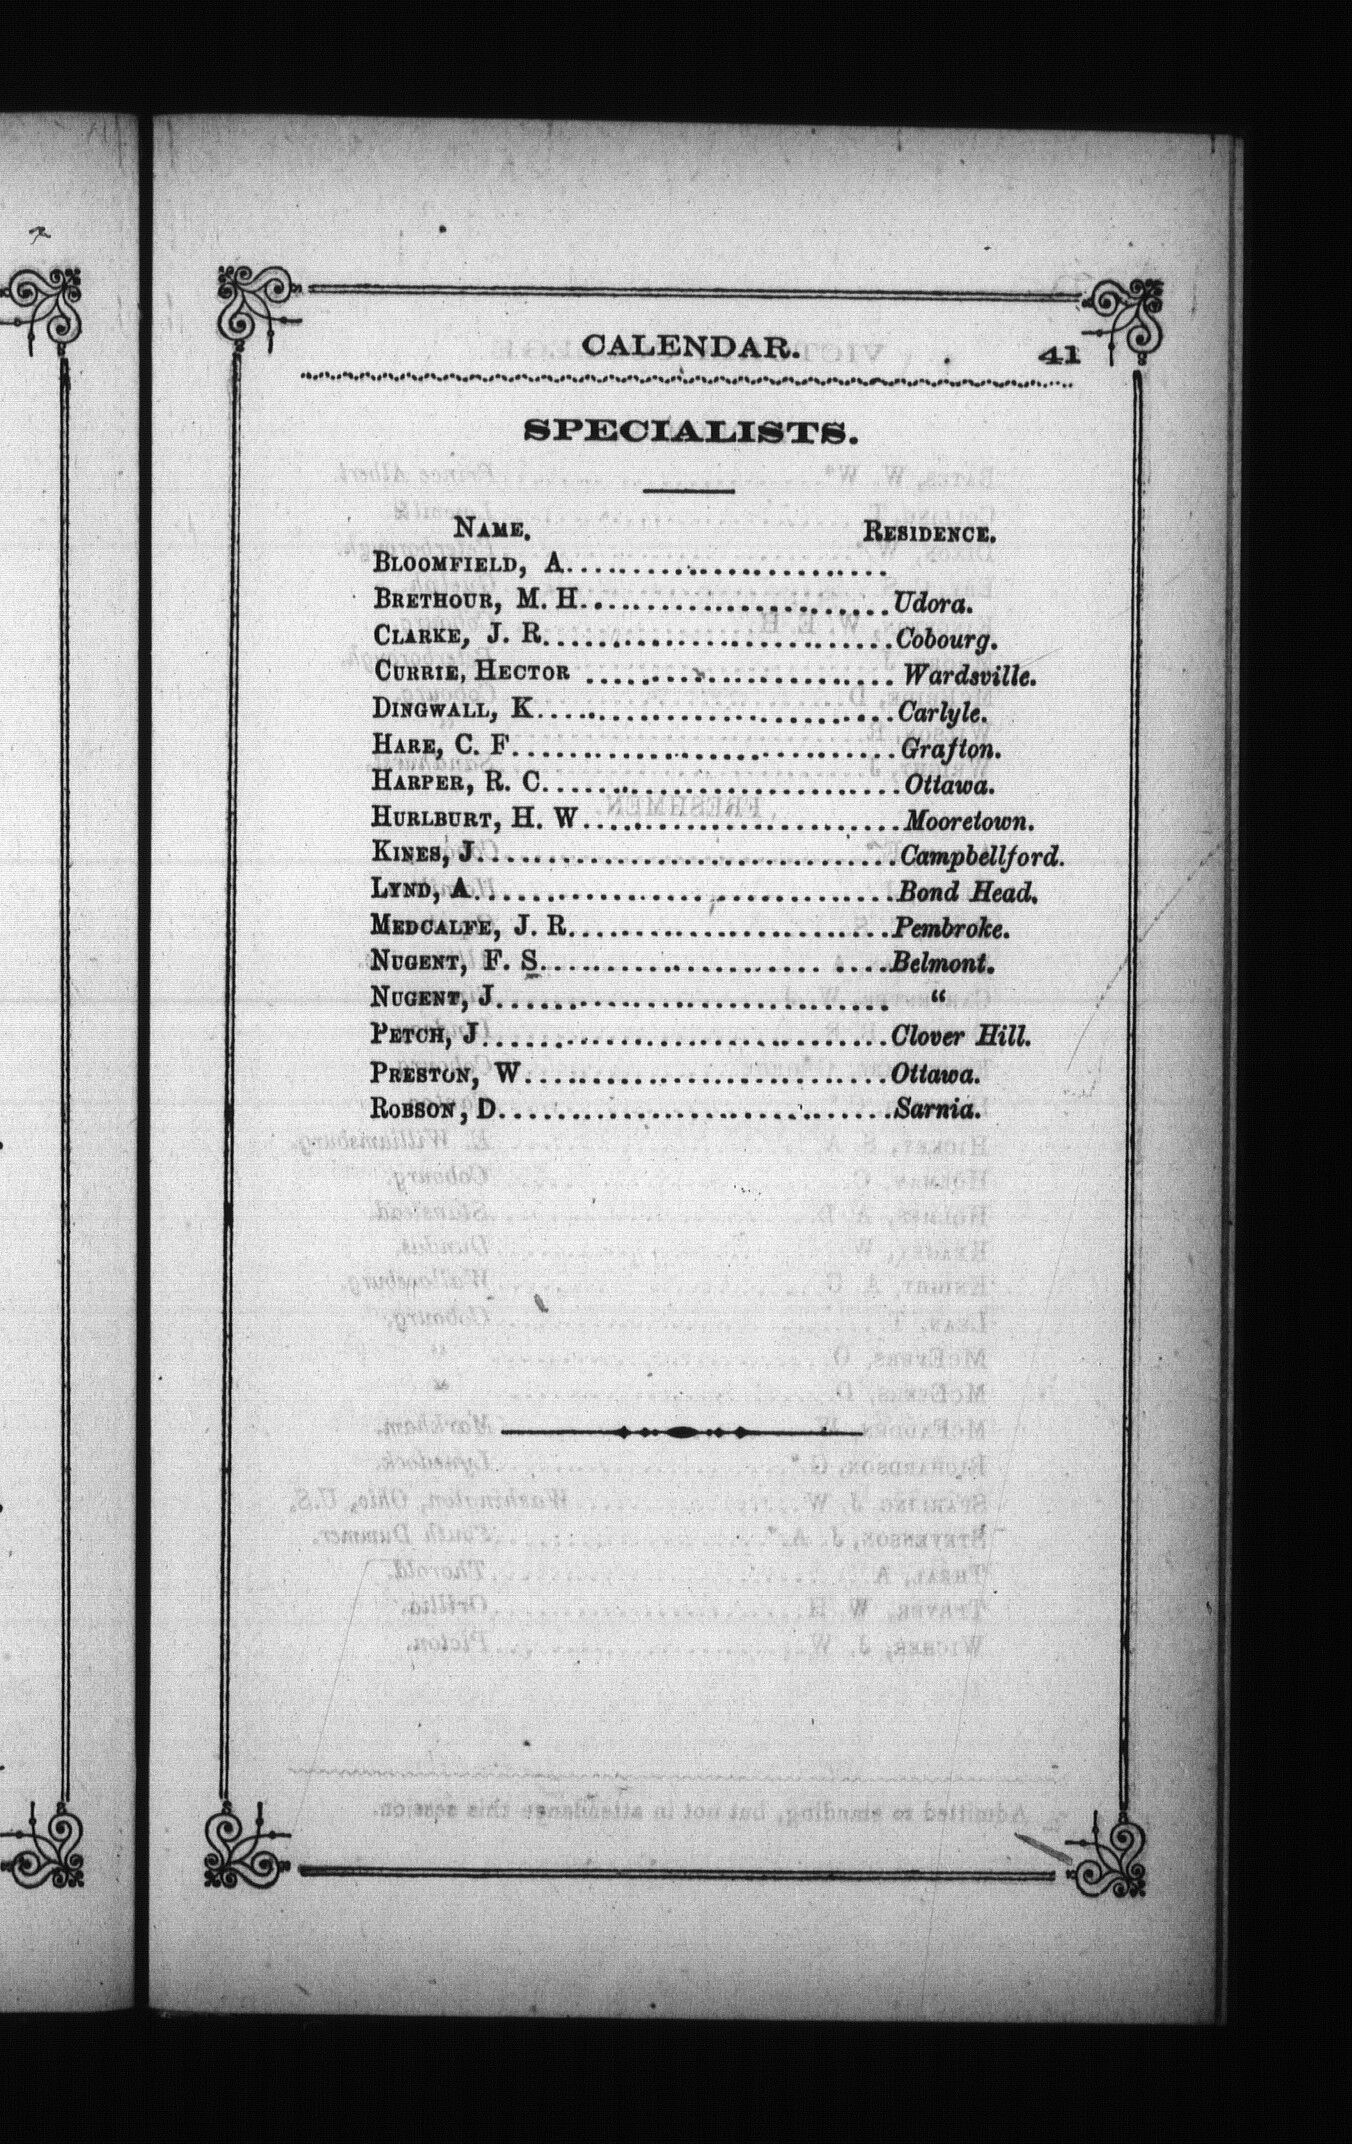 CALENDAR. 41
SPECIALISTS.
NAME. RESIDENCE.
BLOOMFIELD, A..........................
BRETHOUR, M. H........................Udora.
CLARKE, J. R...........................Cobourg.
CURRIE, HECTOR ........................ Wardsville.
DINGWALL, K...........................Carlyle.
HARE, C. F.............................Grafton.
HARPER, R. C...........................Ottawa.
HURLBURT, H. W........................Mooretown.
KINES, J................................Campbellford.
LYND, A................................Bond Head.
MEDCALFE, J. R.........................Pembroke.
NUGENT, F. S...................... ....Belmont.
NUGENT, J.............................. “
PETCH, J...............................Clover Hill.
PRESTON, W............................Ottawa.
ROBSON, D..............................Sarnia.